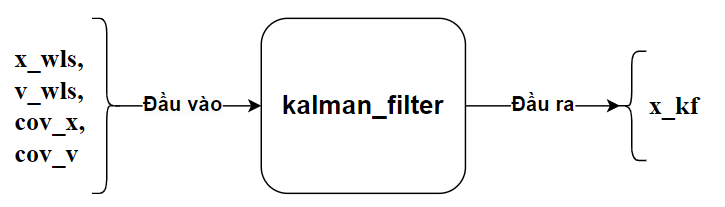 x_wls,
v_wls,
cov_x,
cov_v
Đầu vào
kalman_filter
Đầu ra
x_kf